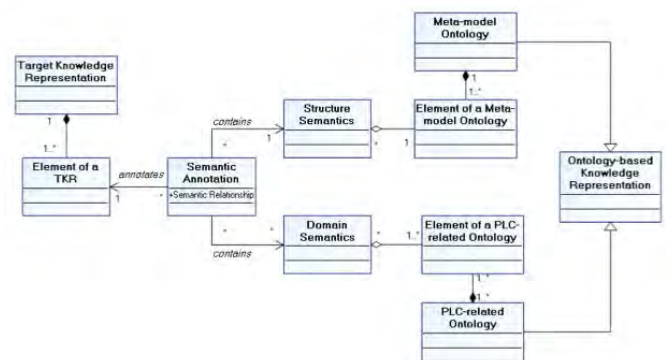 Meta-model
Ontology
1
1..*
Target Knowledge
Representation
1
1..*
contains
*
1
Structure
Semantics
*
1
Element of a Meta-
model Ontology
Ontology-based
Knowledge
Representation
Element of a
TKR
annotates
1
*
Semantic
Annotation
+Semantic Relationship
*
*
contains
Domain
Semantics
*
1..*
Element of a PLC-
related Ontology
1..*
1..*
PLC-related
Ontology